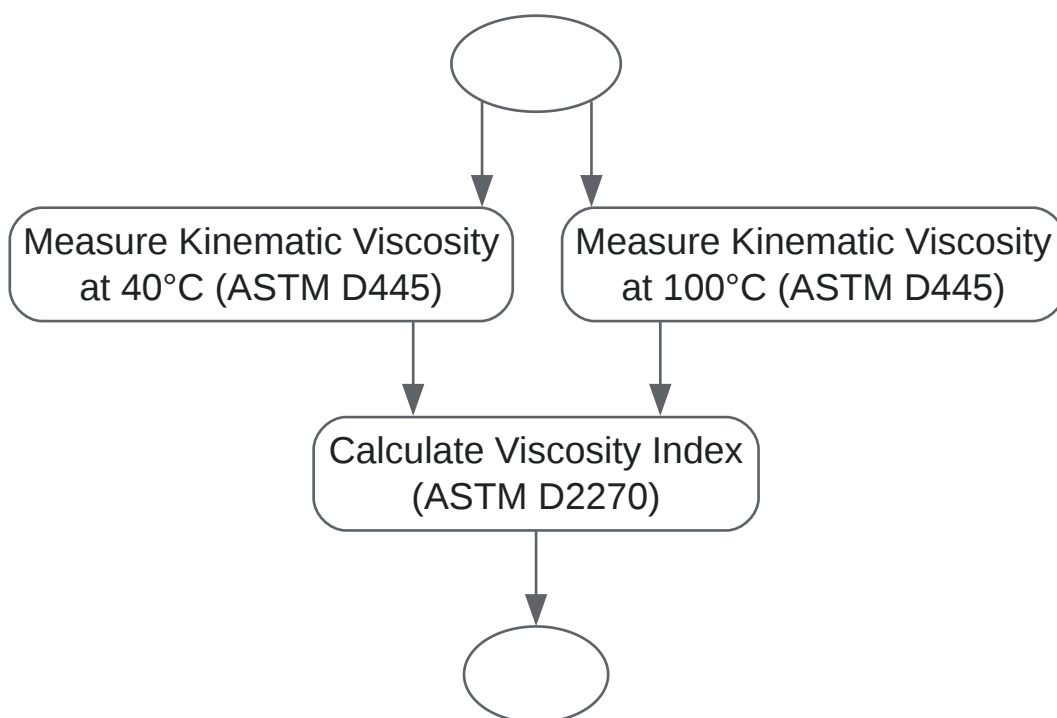 Measure Kinematic Viscosity
at 40°C (ASTM D445)
Measure Kinematic Viscosity
at 100°C (ASTM D445)
Calculate Viscosity Index
(ASTM D2270)